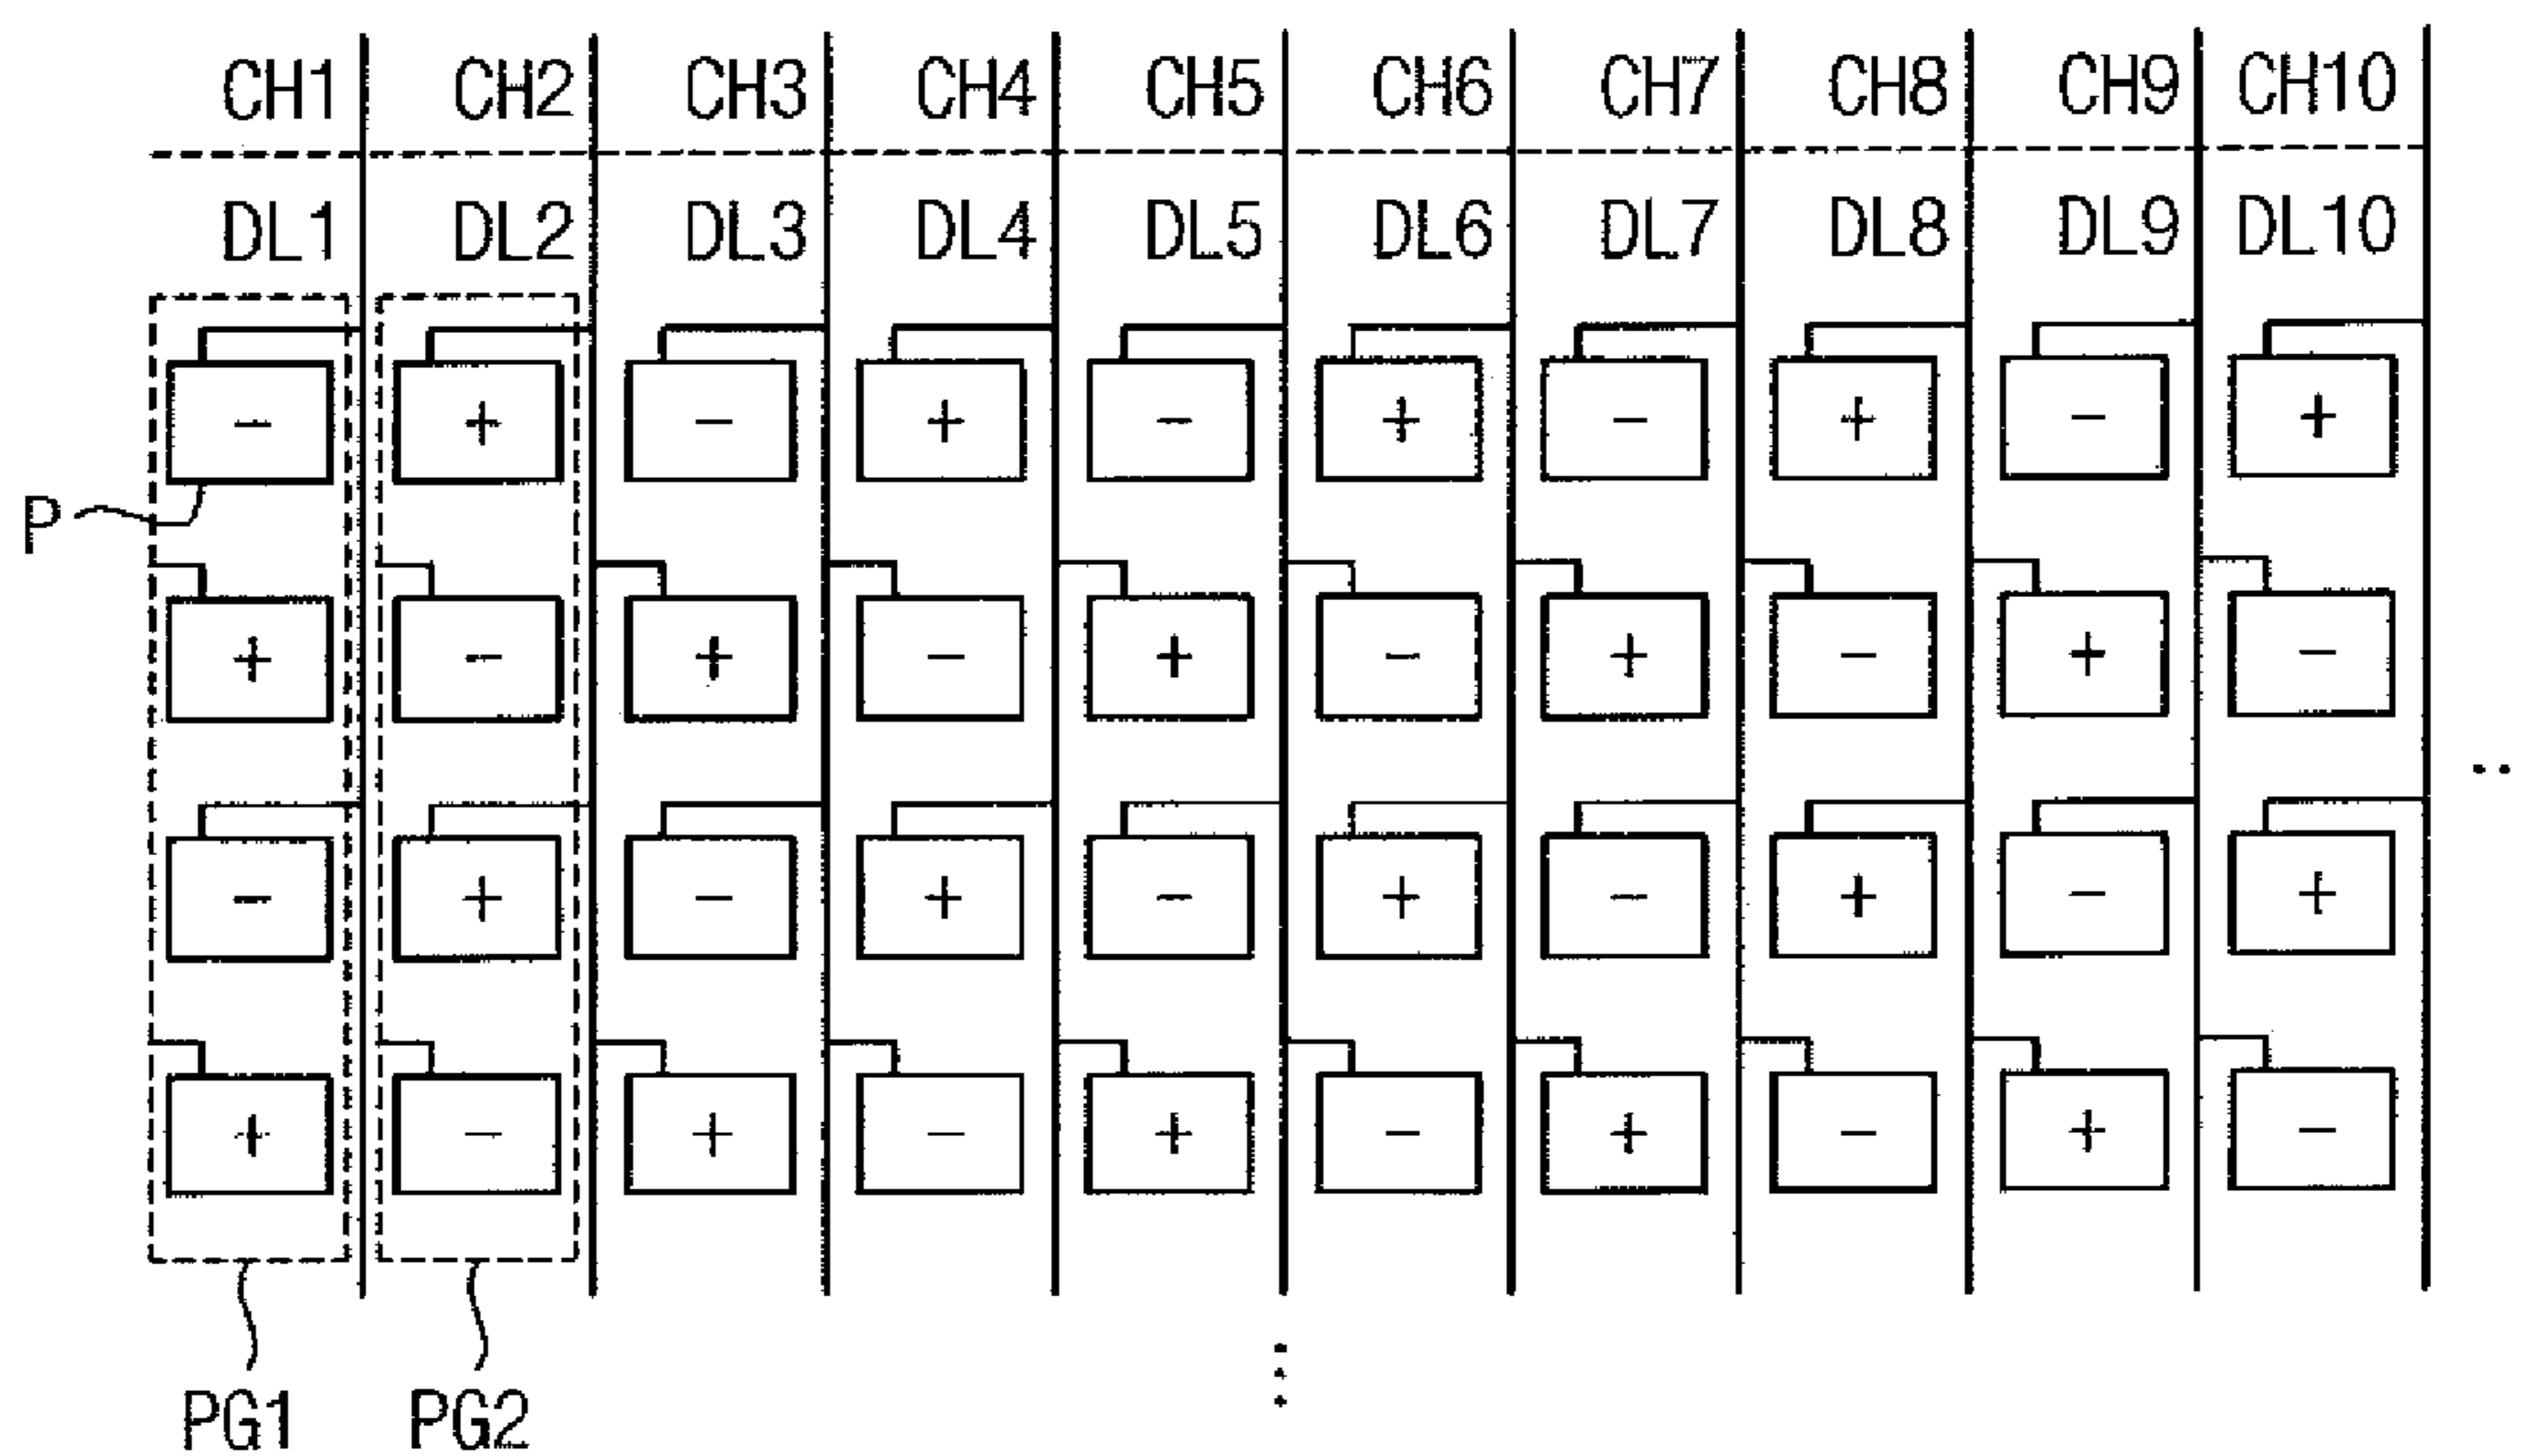 CH1 CH2 CH3 CH4 CH5 CH6 CH7 CH8 CH9 CH10
DL1 DL2 DL3 DL4 DL5 DL6 DL7 DL8 DL9 DL10
− + − + − + − + − +
P
+ − + − + − + − + −
− + − + − + − + − +
+ − + − + − + − + −
PG1 PG2